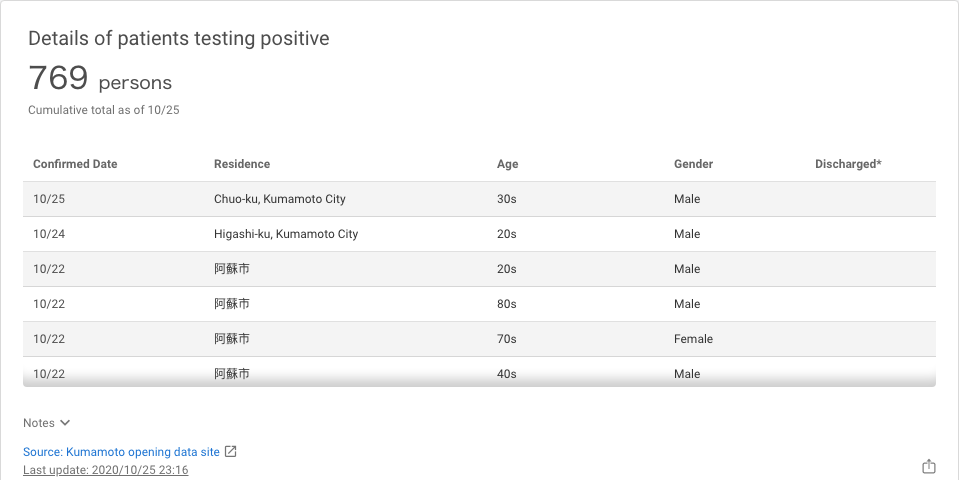 Details of patients testing positive
769 persons
Cumulative total as of 10/25
Confirmed Date Residence Age Gender Discharged*
10/25 Chuo-ku, Kumamoto City 30s Male
10/24 Higashi-ku, Kumamoto City 20s Male
10/22 阿蘇市 20s Male
10/22 阿蘇市 80s Male
10/22 阿蘇市 70s Female
10/22 阿蘇市 40s Male
Notes
Source: Kumamoto opening data site
Last update: 2020/10/25 23:16